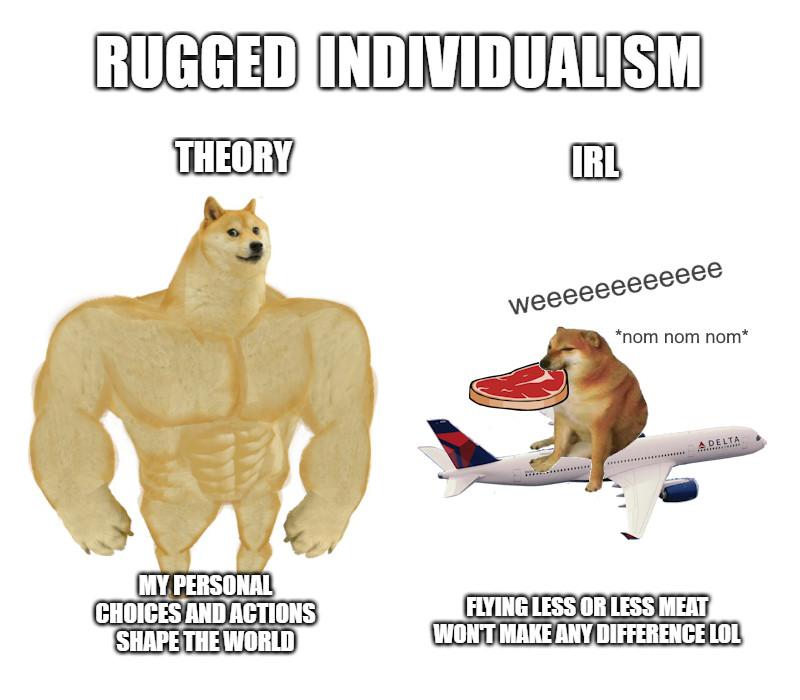 RUGGED INDIVIDUALISM
THEORY
IRL
weeeeeeeeeeee
*nom nom nom*
DELTA
MY PERSONAL
CHOICES AND ACTIONS
SHAPE THE WORLD
FLYING LESS OR LESS MEAT
WON'T MAKE ANY DIFFERENCE LOL